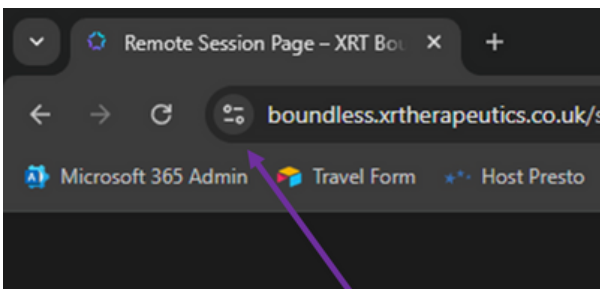 Remote Session Page – XRT Bou
boundless.xrtherapeutics.co.uk/s
Microsoft 365 Admin Travel Form Host Presto